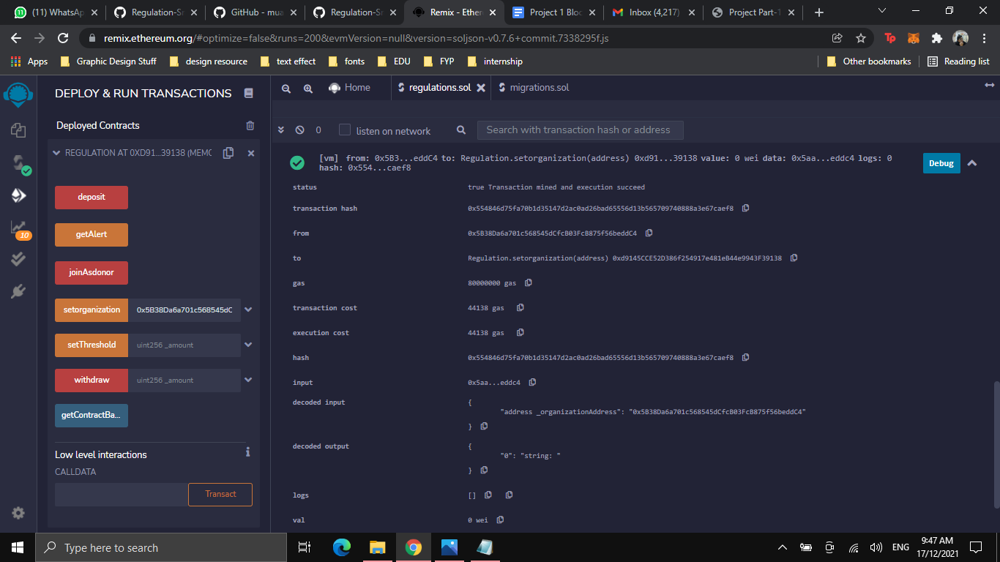 (11) WhatsAp
Regulation-Sr
GitHub - mua
Regulation-Sr
Remix - Ether
Project 1 Bloc
Inbox (4,217)
Project Part-1
remix.ethereum.org/#optimize=false&runs=200&evmVersion=null&version=soljson-v0.7.6+commit.7338295f.js
Apps
Graphic Design Stuff
design resource
text effect
fonts
EDU
FYP
internship
Other bookmarks
Reading list
DEPLOY & RUN TRANSACTIONS
Home
regulations.sol
migrations.sol
Deployed Contracts
0
listen on network
Search with transaction hash or address
REGULATION AT 0XD91...39138 (MEMC
[vm] from: 0x5B3...eddC4 to: Regulation.setorganization(address) 0xd91...39138 value: 0 wei data: 0x5aa...eddc4 logs: 0
hash: 0x554...caef8
Debug
status
true Transaction mined and execution succeed
deposit
transaction hash
0x554846d75fa70b1d35147d2ac0ad26bad65556d13b565709740888a3e67caef8
getAlert
from
0x5B38Da6a701c568545dCfcB03FcB875f56beddC4
10
to
Regulation.setorganization(address) 0xd9145CCE52D386f254917e481eB44e9943F39138
joinAsdonor
gas
80000000 gas
setorganization
0x5B38Da6a701c568545dC
transaction cost
44138 gas
execution cost
44138 gas
setThreshold
uint256 _amount
hash
0x554846d75fa70b1d35147d2ac0ad26bad65556d13b565709740888a3e67caef8
withdraw
uint256 _amount
input
0x5aa...eddc4
decoded input
{
"address _organizationAddress": "0x5B38Da6a701c568545dCfcB03FcB875f56beddC4"
}
getContractBa...
decoded output
{
"0": "string: "
}
Low level interactions
i
CALLDATA
Transact
logs
[]
val
0 wei
Type here to search
ENG
9:47 AM
17/12/2021